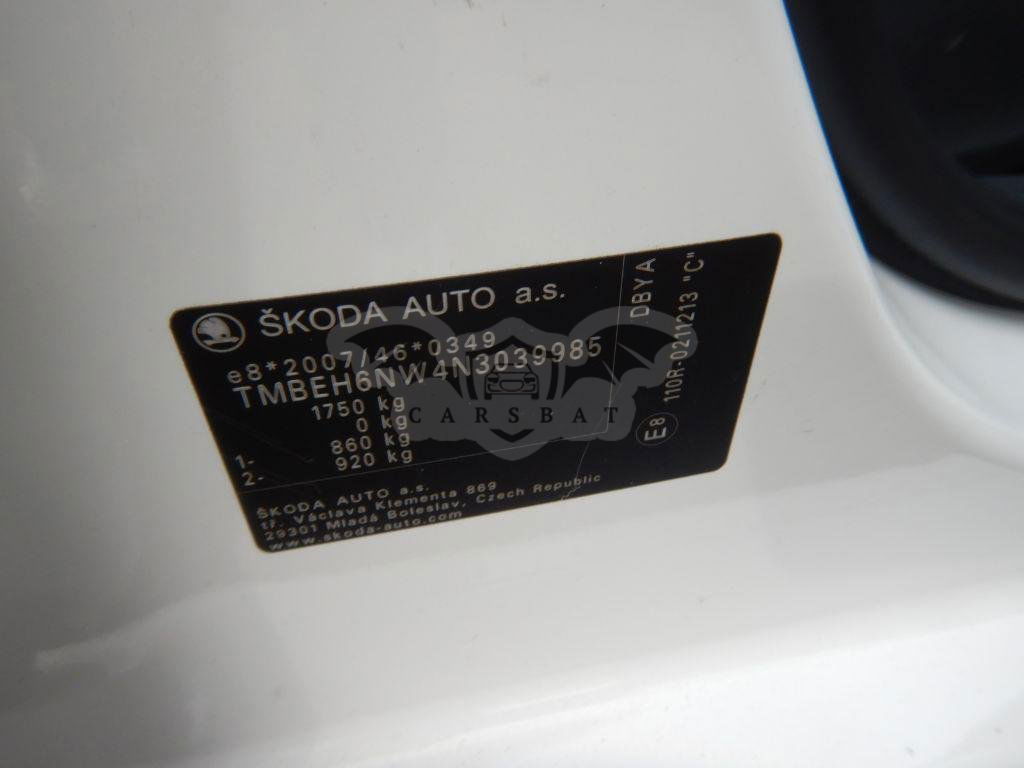 ŠKODA AUTO a.s.
e8*2007/46*0349
TMBEH6NW4N3039985
1750 kg
0 kg
1- 860 kg
2- 920 kg
DBYA
110R-0211213 "C"
E8
ŠKODA AUTO a.s.
tř. Václava Klementa 869
29301 Mladá Boleslav, Czech Republic
www.skoda-auto.com
CARSBAT